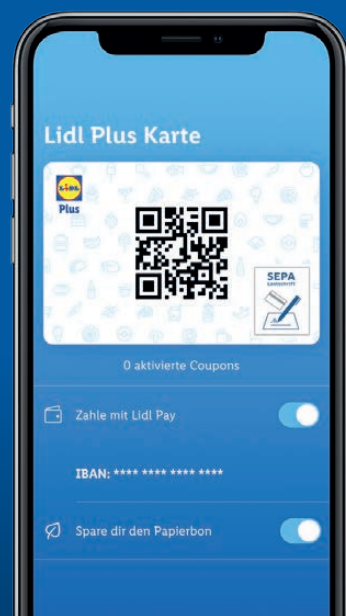 Lidl Plus Karte
LIDL
Plus
SEPA
LASTSCHRIFT
0 aktivierte Coupons
Zahle mit Lidl Pay
IBAN: **** **** **** ****
Spare dir den Papierbon